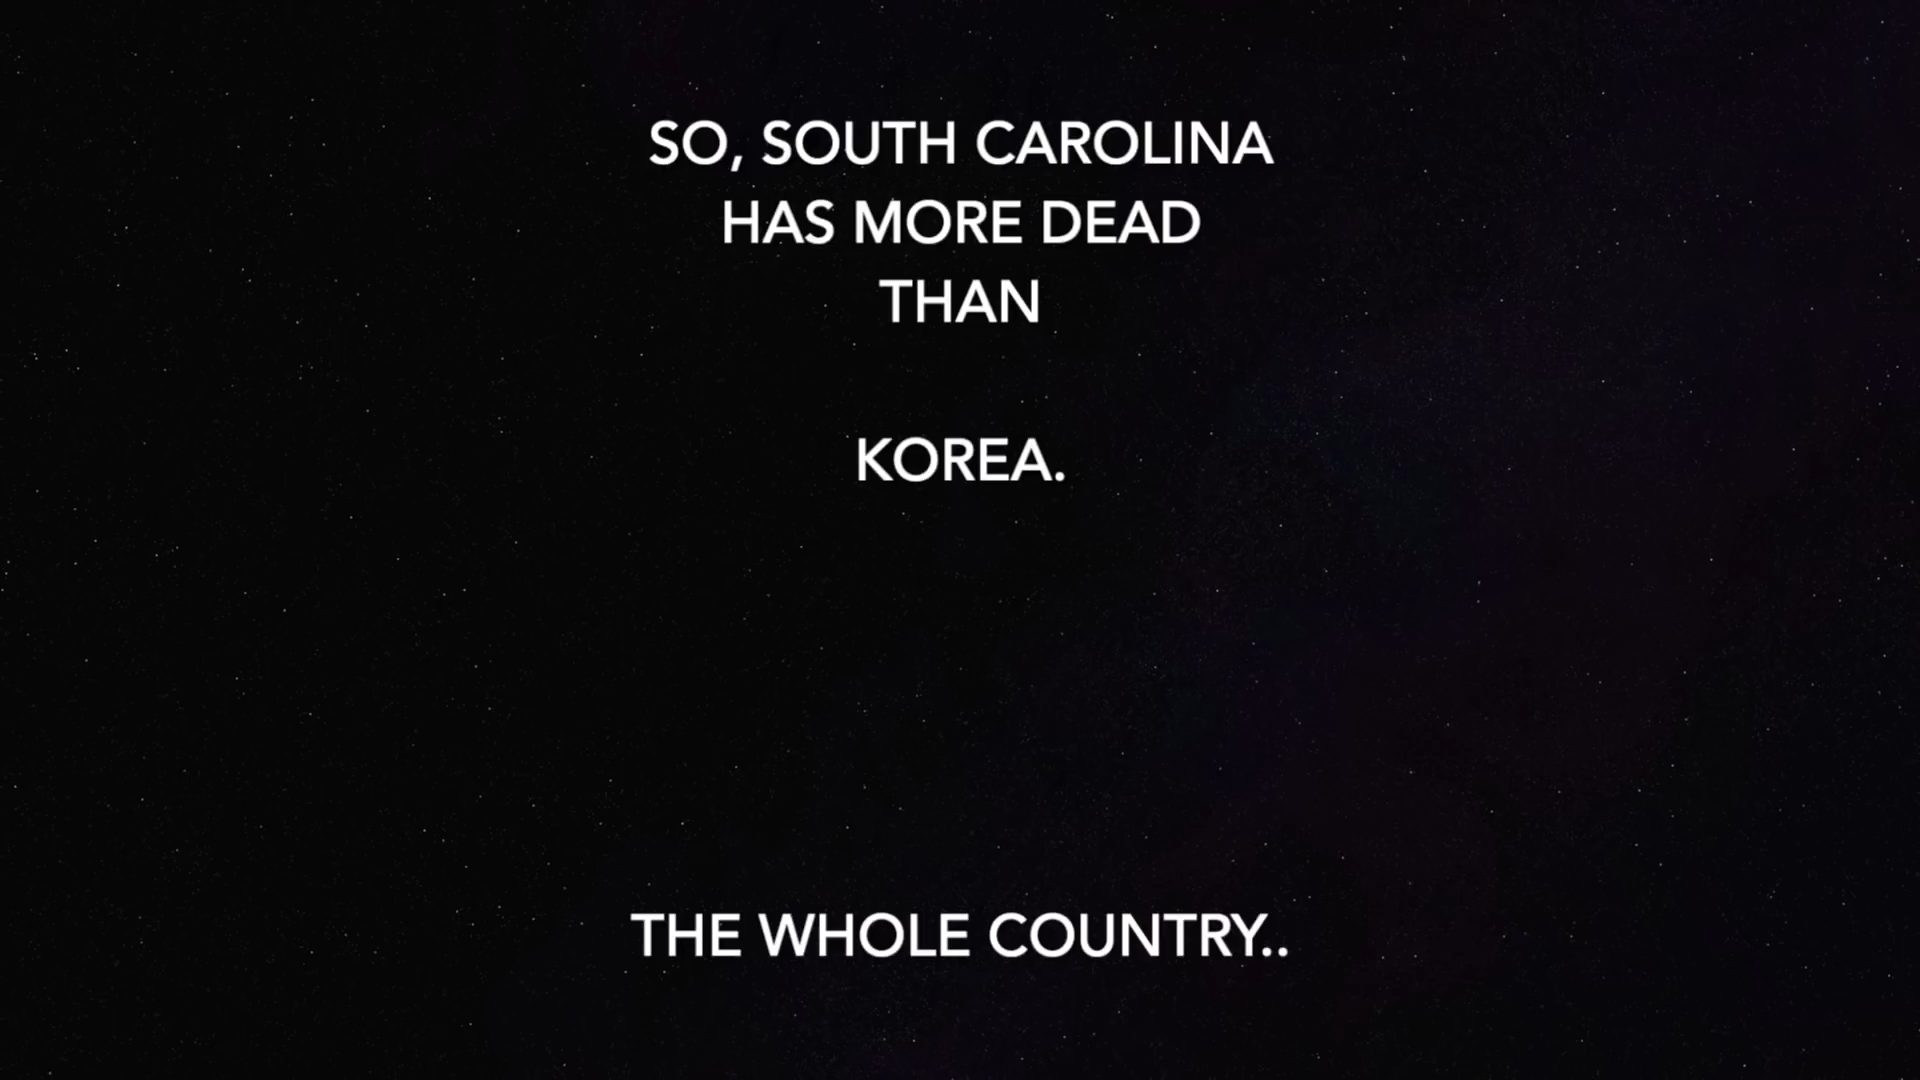 SO, SOUTH CAROLINA
HAS MORE DEAD
THAN
KOREA.
THE WHOLE COUNTRY..